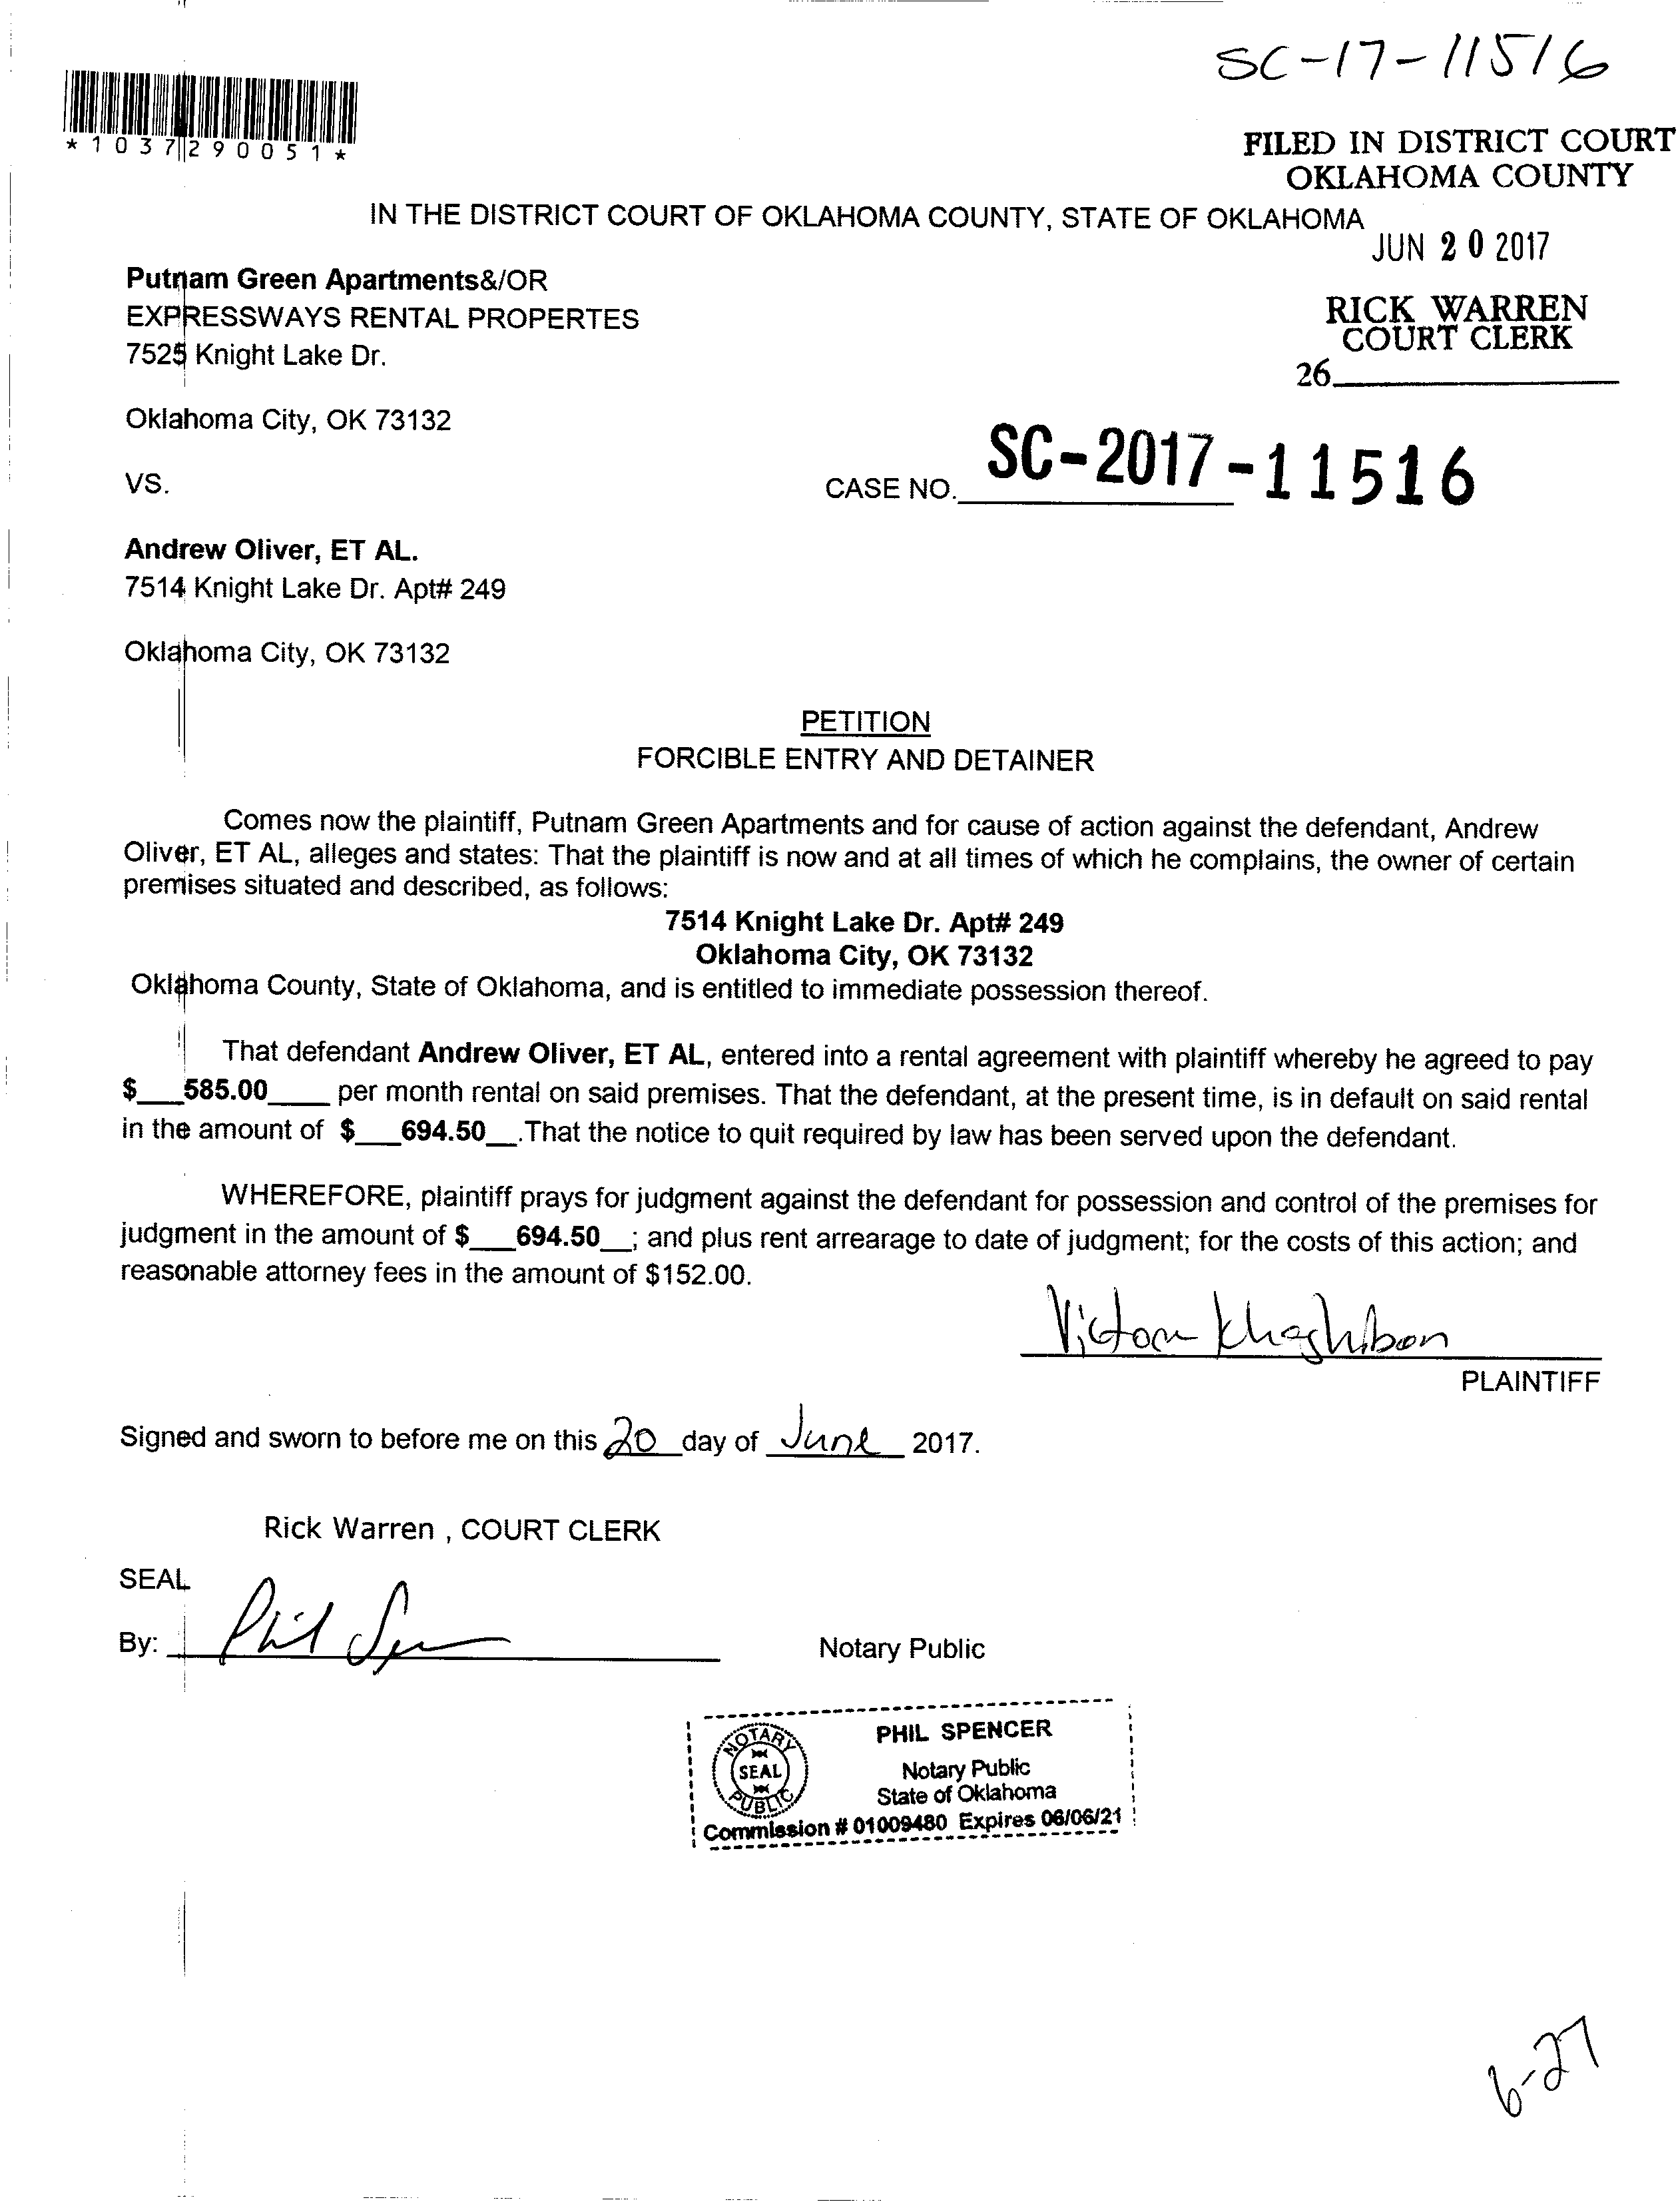 SC-17-11516
*1037290051*
FILED IN DISTRICT COURT
OKLAHOMA COUNTY
IN THE DISTRICT COURT OF OKLAHOMA COUNTY, STATE OF OKLAHOMA
JUN 20 2017
Putnam Green Apartments&/OR
EXPRESSWAYS RENTAL PROPERTES
7525 Knight Lake Dr.
RICK WARREN
COURT CLERK
26
Oklahoma City, OK 73132
VS.
CASE NO. SC-2017-11516
Andrew Oliver, ET AL.
7514 Knight Lake Dr. Apt# 249
Oklahoma City, OK 73132
PETITION
FORCIBLE ENTRY AND DETAINER
Comes now the plaintiff, Putnam Green Apartments and for cause of action against the defendant, Andrew
Oliver, ET AL, alleges and states: That the plaintiff is now and at all times of which he complains, the owner of certain
premises situated and described, as follows:
7514 Knight Lake Dr. Apt# 249
Oklahoma City, OK 73132
Oklahoma County, State of Oklahoma, and is entitled to immediate possession thereof.
That defendant Andrew Oliver, ET AL, entered into a rental agreement with plaintiff whereby he agreed to pay
$___585.00____ per month rental on said premises. That the defendant, at the present time, is in default on said rental
in the amount of $___694.50__.That the notice to quit required by law has been served upon the defendant.
WHEREFORE, plaintiff prays for judgment against the defendant for possession and control of the premises for
judgment in the amount of $___694.50__; and plus rent arrearage to date of judgment; for the costs of this action; and
reasonable attorney fees in the amount of $152.00.
PLAINTIFF
Signed and sworn to before me on this 20 day of June 2017.
Rick Warren , COURT CLERK
SEAL
By: Phil
Notary Public
NOTARY SEAL PUBLIC
PHIL SPENCER
Notary Public
State of Oklahoma
Commission # 01009480 Expires 06/06/21
6-27